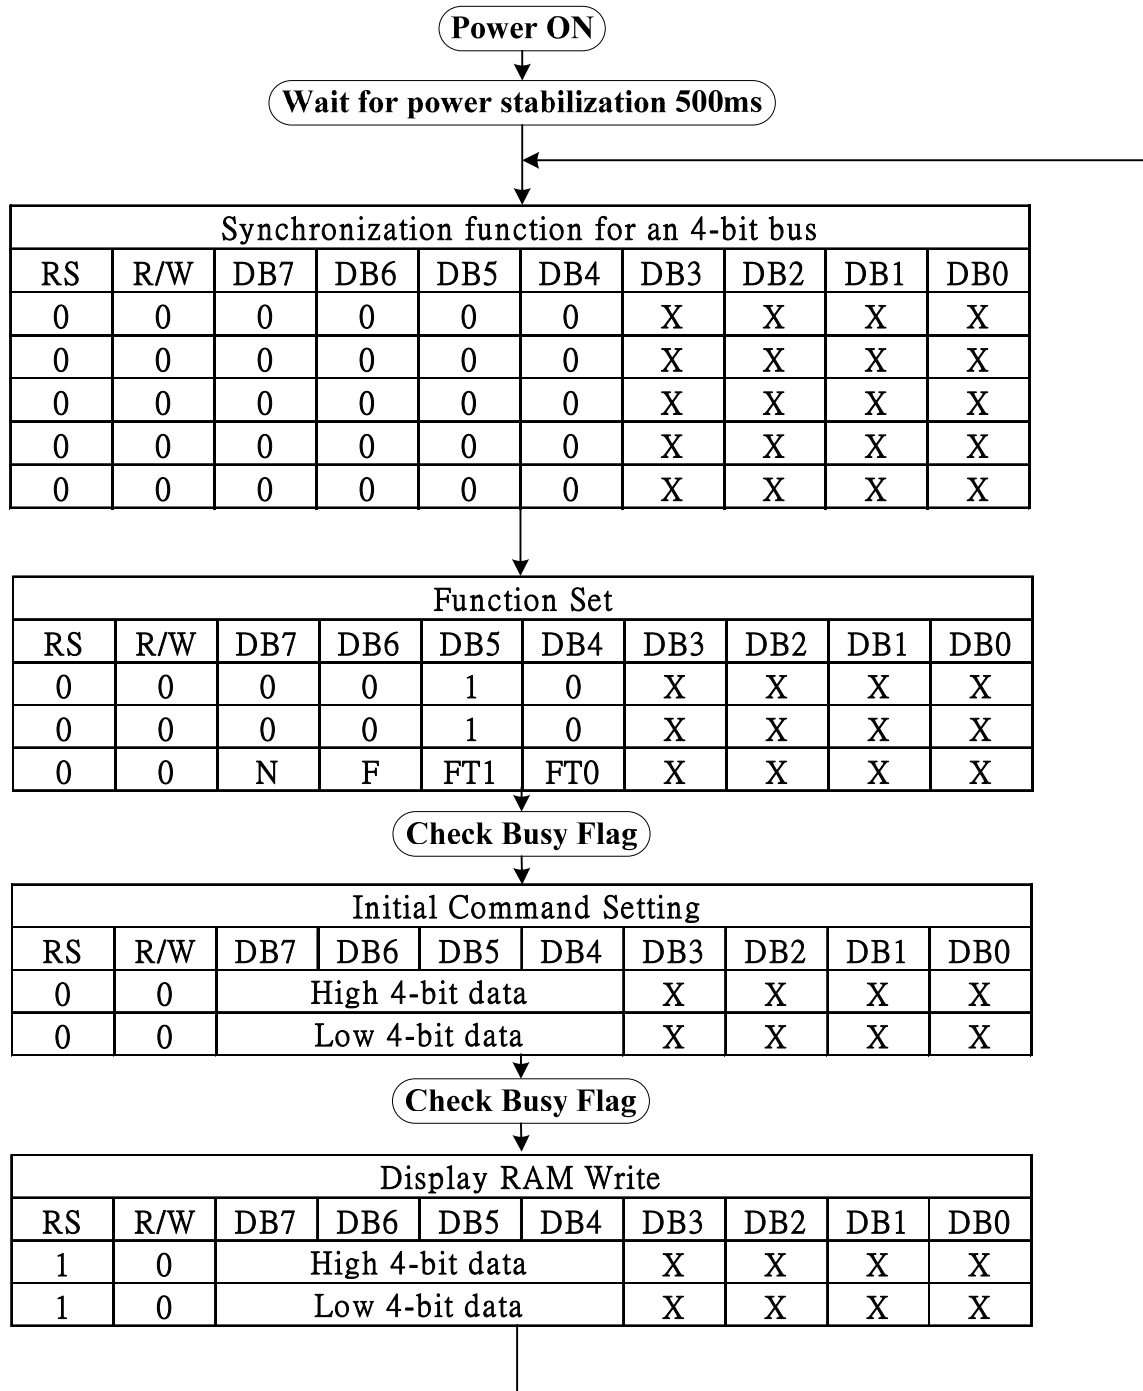 Power ON
Wait for power stabilization 500ms
Synchronization function for an 4-bit bus
RS R/W DB7 DB6 DB5 DB4 DB3 DB2 DB1 DB0
0 0 0 0 0 0 X X X X
0 0 0 0 0 0 X X X X
0 0 0 0 0 0 X X X X
0 0 0 0 0 0 X X X X
0 0 0 0 0 0 X X X X
Function Set
RS R/W DB7 DB6 DB5 DB4 DB3 DB2 DB1 DB0
0 0 0 0 1 0 X X X X
0 0 0 0 1 0 X X X X
0 0 N F FT1 FT0 X X X X
Check Busy Flag
Initial Command Setting
RS R/W DB7 DB6 DB5 DB4 DB3 DB2 DB1 DB0
0 0 High 4-bit data X X X X
0 0 Low 4-bit data X X X X
Check Busy Flag
Display RAM Write
RS R/W DB7 DB6 DB5 DB4 DB3 DB2 DB1 DB0
1 0 High 4-bit data X X X X
1 0 Low 4-bit data X X X X